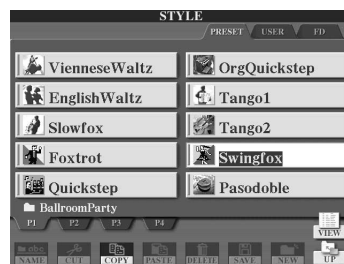 STYLE
PRESET USER FD
VienneseWaltz OrgQuickstep
EnglishWaltz Tango1
Slowfox Tango2
Foxtrot Swingfox
Quickstep Pasodoble
BallroomParty
P1 P2 P3 P4
VIEW
NAME CUT COPY PASTE DELETE SAVE NEW UP